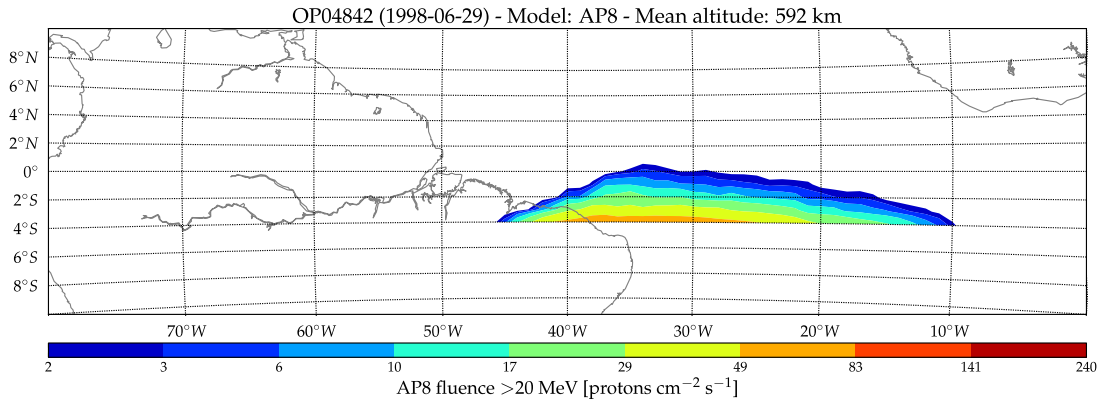 OP04842 (1998-06-29) - Model: AP8 - Mean altitude: 592 km
8°N
6°N
4°N
2°N
0°
2°S
4°S
6°S
8°S
70°W 60°W 50°W 40°W 30°W 20°W 10°W
2 3 6 10 17 29 49 83 141 240
AP8 fluence >20 MeV [protons cm⁻² s⁻¹]